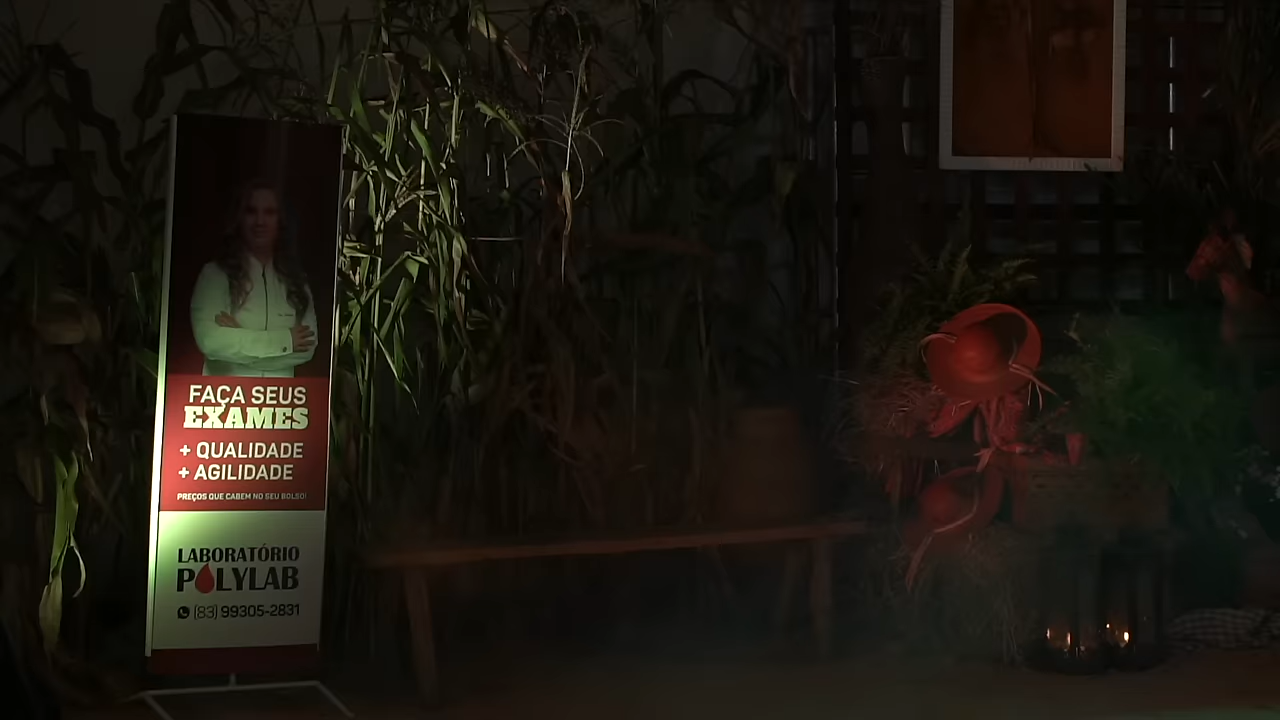 FAÇA SEUS
EXAMES
+ QUALIDADE
+ AGILIDADE
PREÇOS QUE CABEM NO SEU BOLSO!
LABORATÓRIO
POLYLAB
(83) 99305-2831